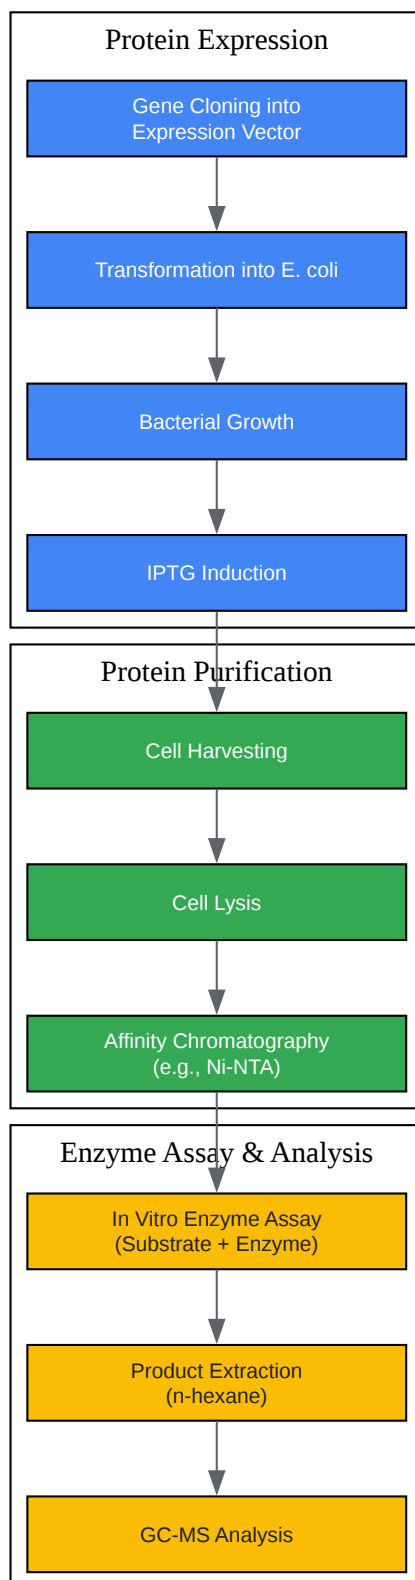 Protein Expression
Gene Cloning into
Expression Vector
Transformation into E. coli
Bacterial Growth
IPTG Induction
Protein Purification
Cell Harvesting
Cell Lysis
Affinity Chromatography
(e.g., Ni-NTA)
Enzyme Assay & Analysis
In Vitro Enzyme Assay
(Substrate + Enzyme)
Product Extraction
(n-hexane)
GC-MS Analysis